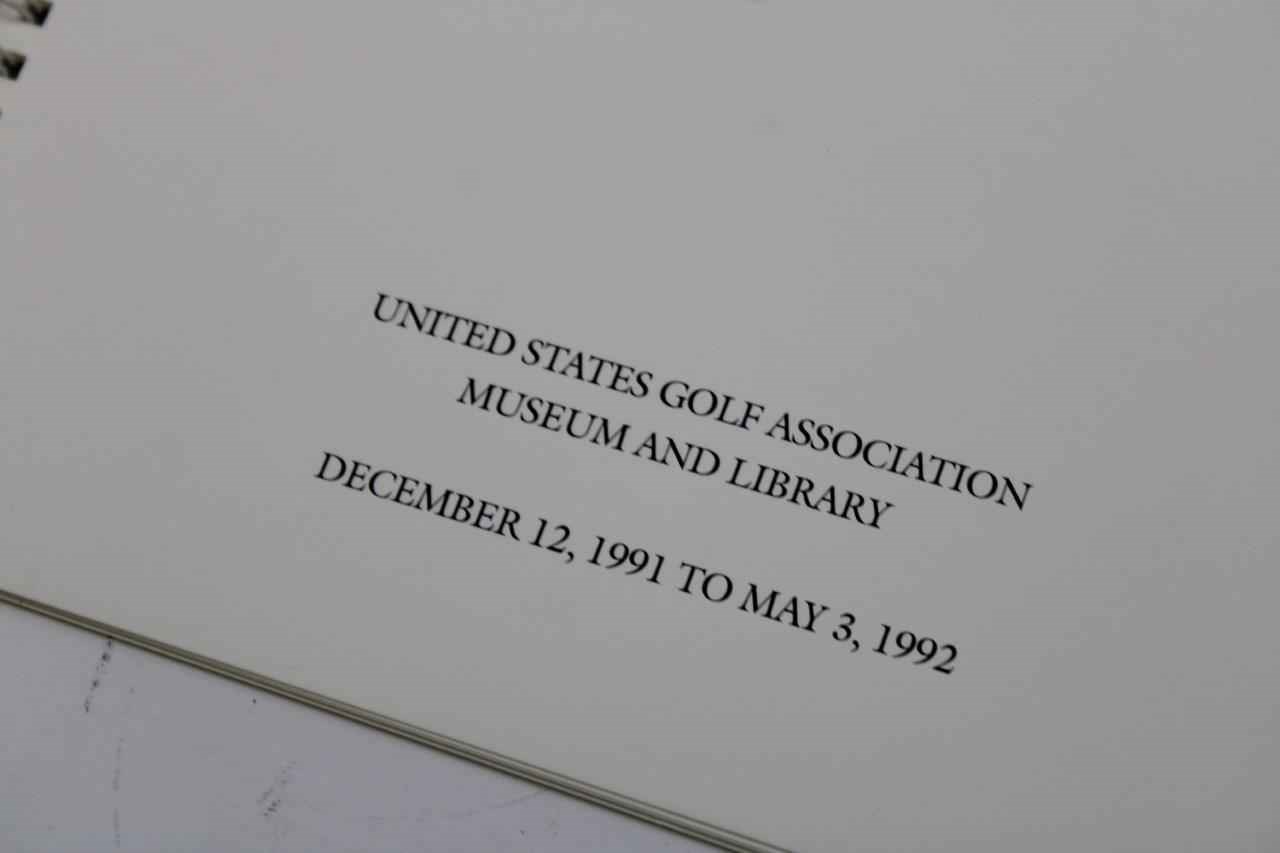 UNITED STATES GOLF ASSOCIATION
MUSEUM AND LIBRARY
DECEMBER 12, 1991 TO MAY 3, 1992